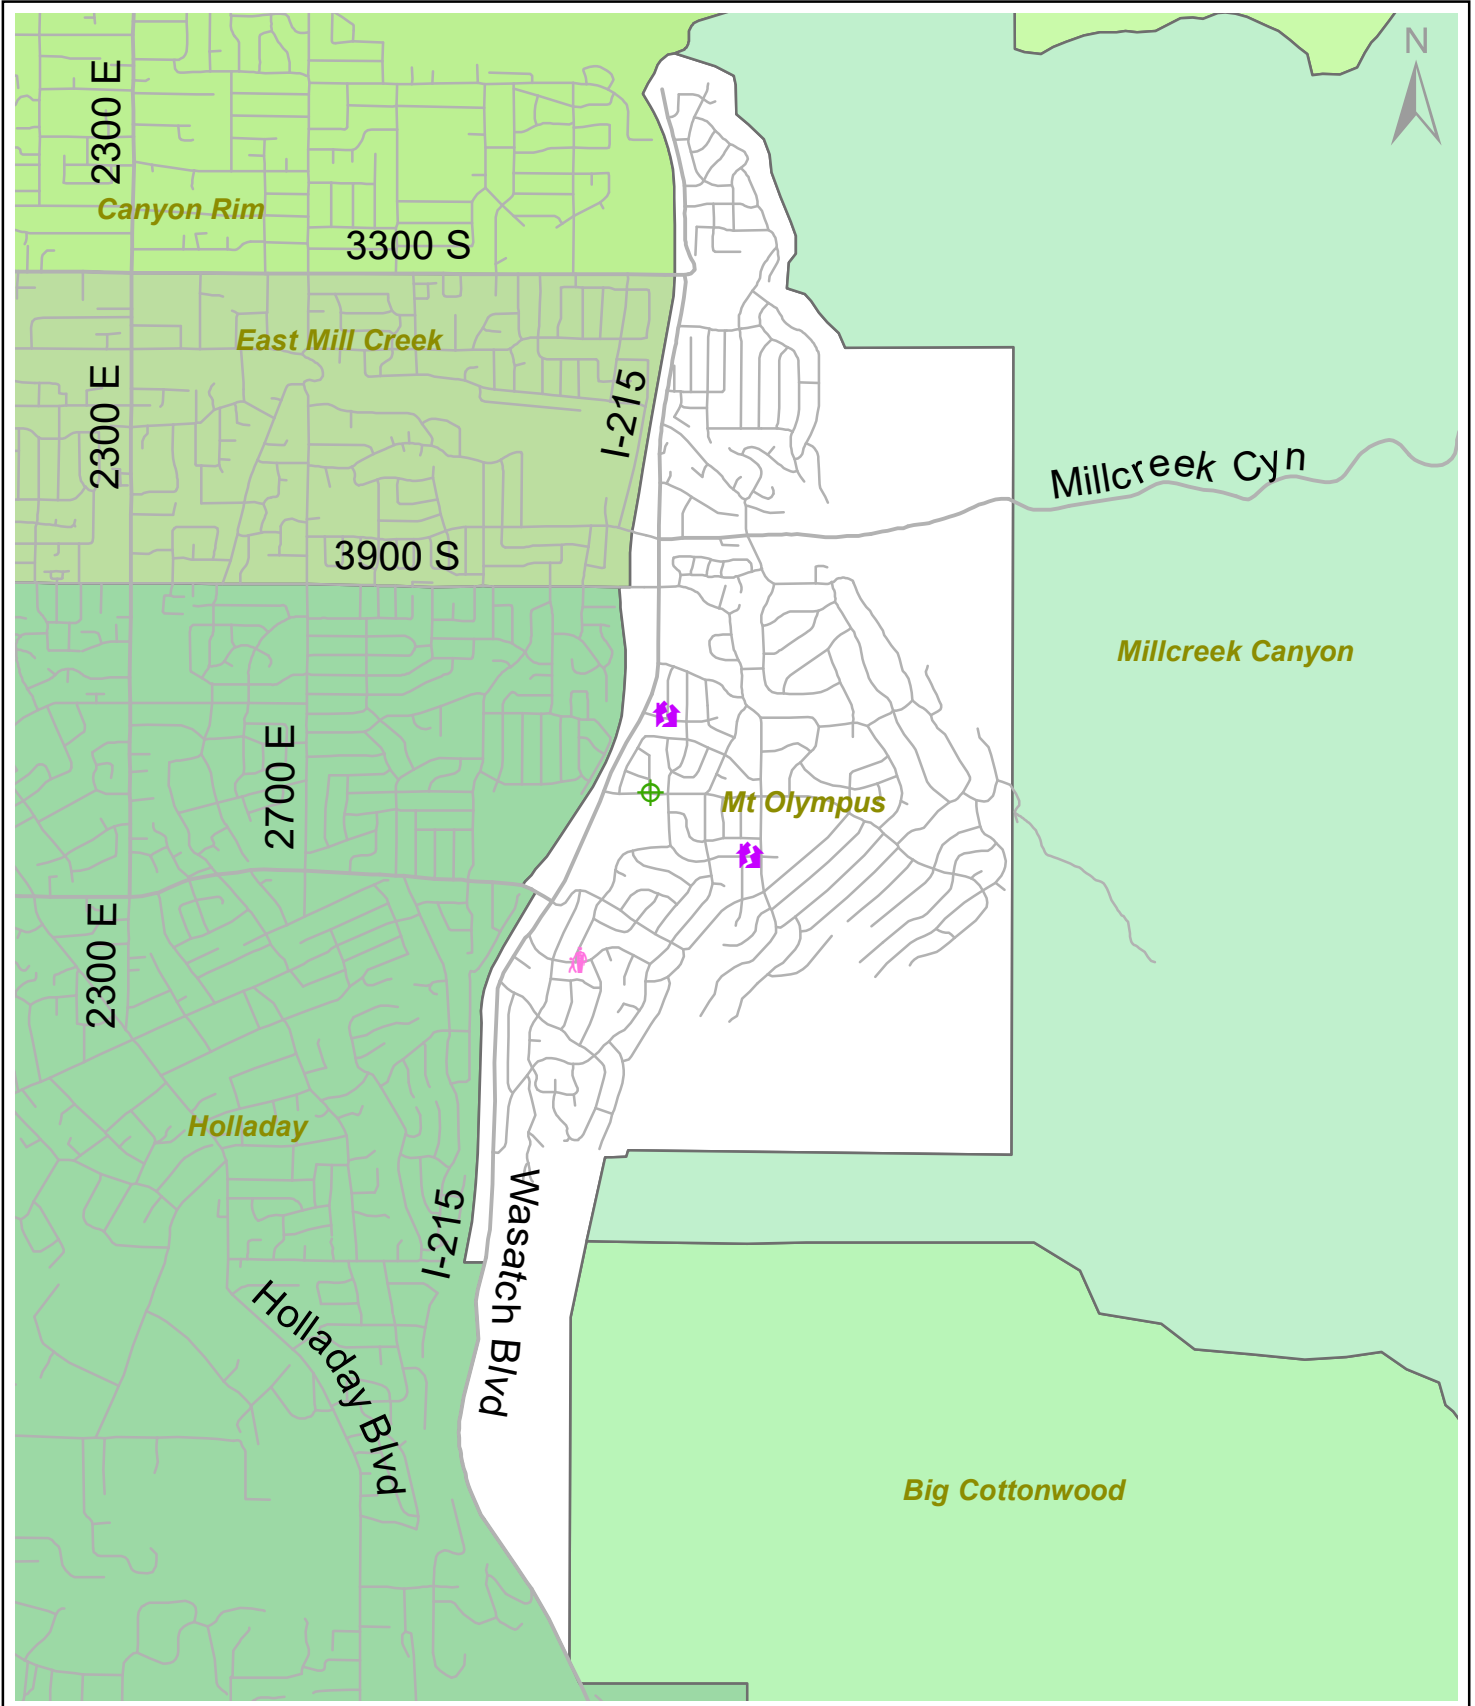 N
2300 E
Canyon Rim
3300 S
East Mill Creek
2300 E
I-215
Millcreek Cyn
3900 S
Millcreek Canyon
2700 E
Mt Olympus
2300 E
Holladay
I-215
Wasatch Blvd
Holladay Blvd
Big Cottonwood